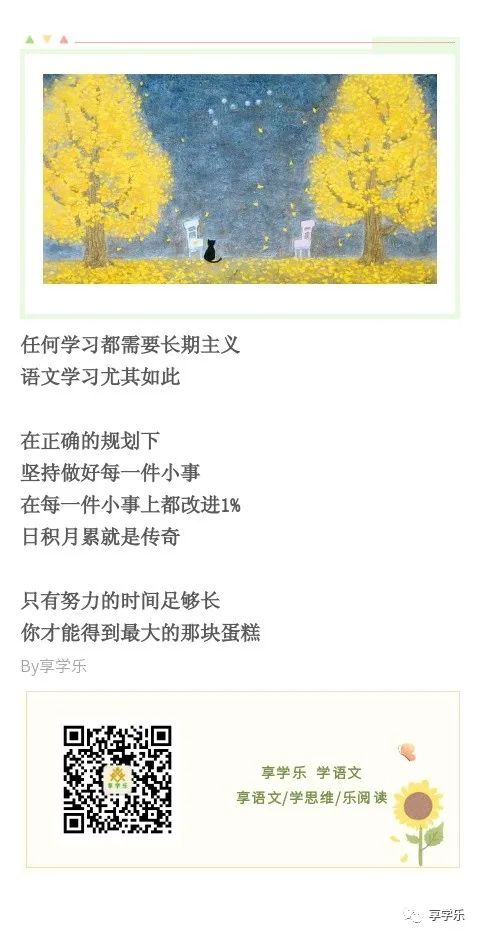 任何学习都需要长期主义
语文学习尤其如此
在正确的规划下
坚持做好每一件小事
在每一件小事上都改进1%
日积月累就是传奇
只有努力的时间足够长
你才能得到最大的那块蛋糕
By享学乐
享学乐
享学乐 学语文
享语文/学思维/乐阅读
享学乐